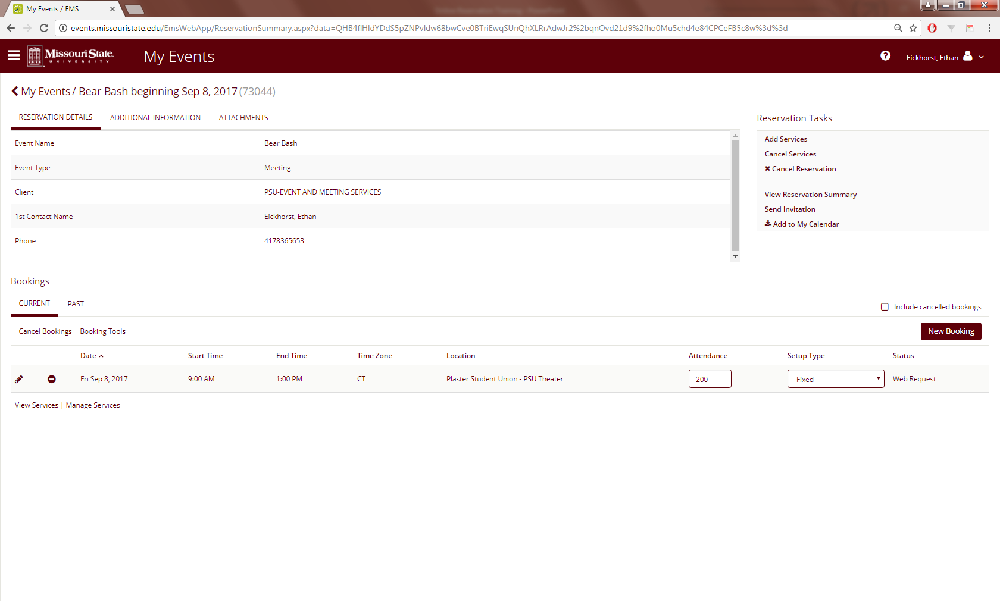 My Events / EMS
events.missouristate.edu/EmsWebApp/ReservationSummary.aspx?data=QHB4flHIdYDdS5pZNPvIdw68bwCve0BTriEwqSUnQhXLRrAdwJr2%2bqnOvd21d9%2fho0Mu5chd4e84CPCeFB5c8w%3d%3d
Missouri State
UNIVERSITY
My Events
Eickhorst, Ethan
My Events / Bear Bash beginning Sep 8, 2017 (73044)
RESERVATION DETAILS ADDITIONAL INFORMATION ATTACHMENTS
Event Name Bear Bash
Event Type Meeting
Client PSU-EVENT AND MEETING SERVICES
1st Contact Name Eickhorst, Ethan
Phone 4178365653
Reservation Tasks
Add Services
Cancel Services
Cancel Reservation
View Reservation Summary
Send Invitation
Add to My Calendar
Bookings
CURRENT PAST
Include cancelled bookings
Cancel Bookings Booking Tools New Booking
Date Start Time End Time Time Zone Location Attendance Setup Type Status
Fri Sep 8, 2017 9:00 AM 1:00 PM CT Plaster Student Union - PSU Theater 200 Fixed Web Request
View Services | Manage Services